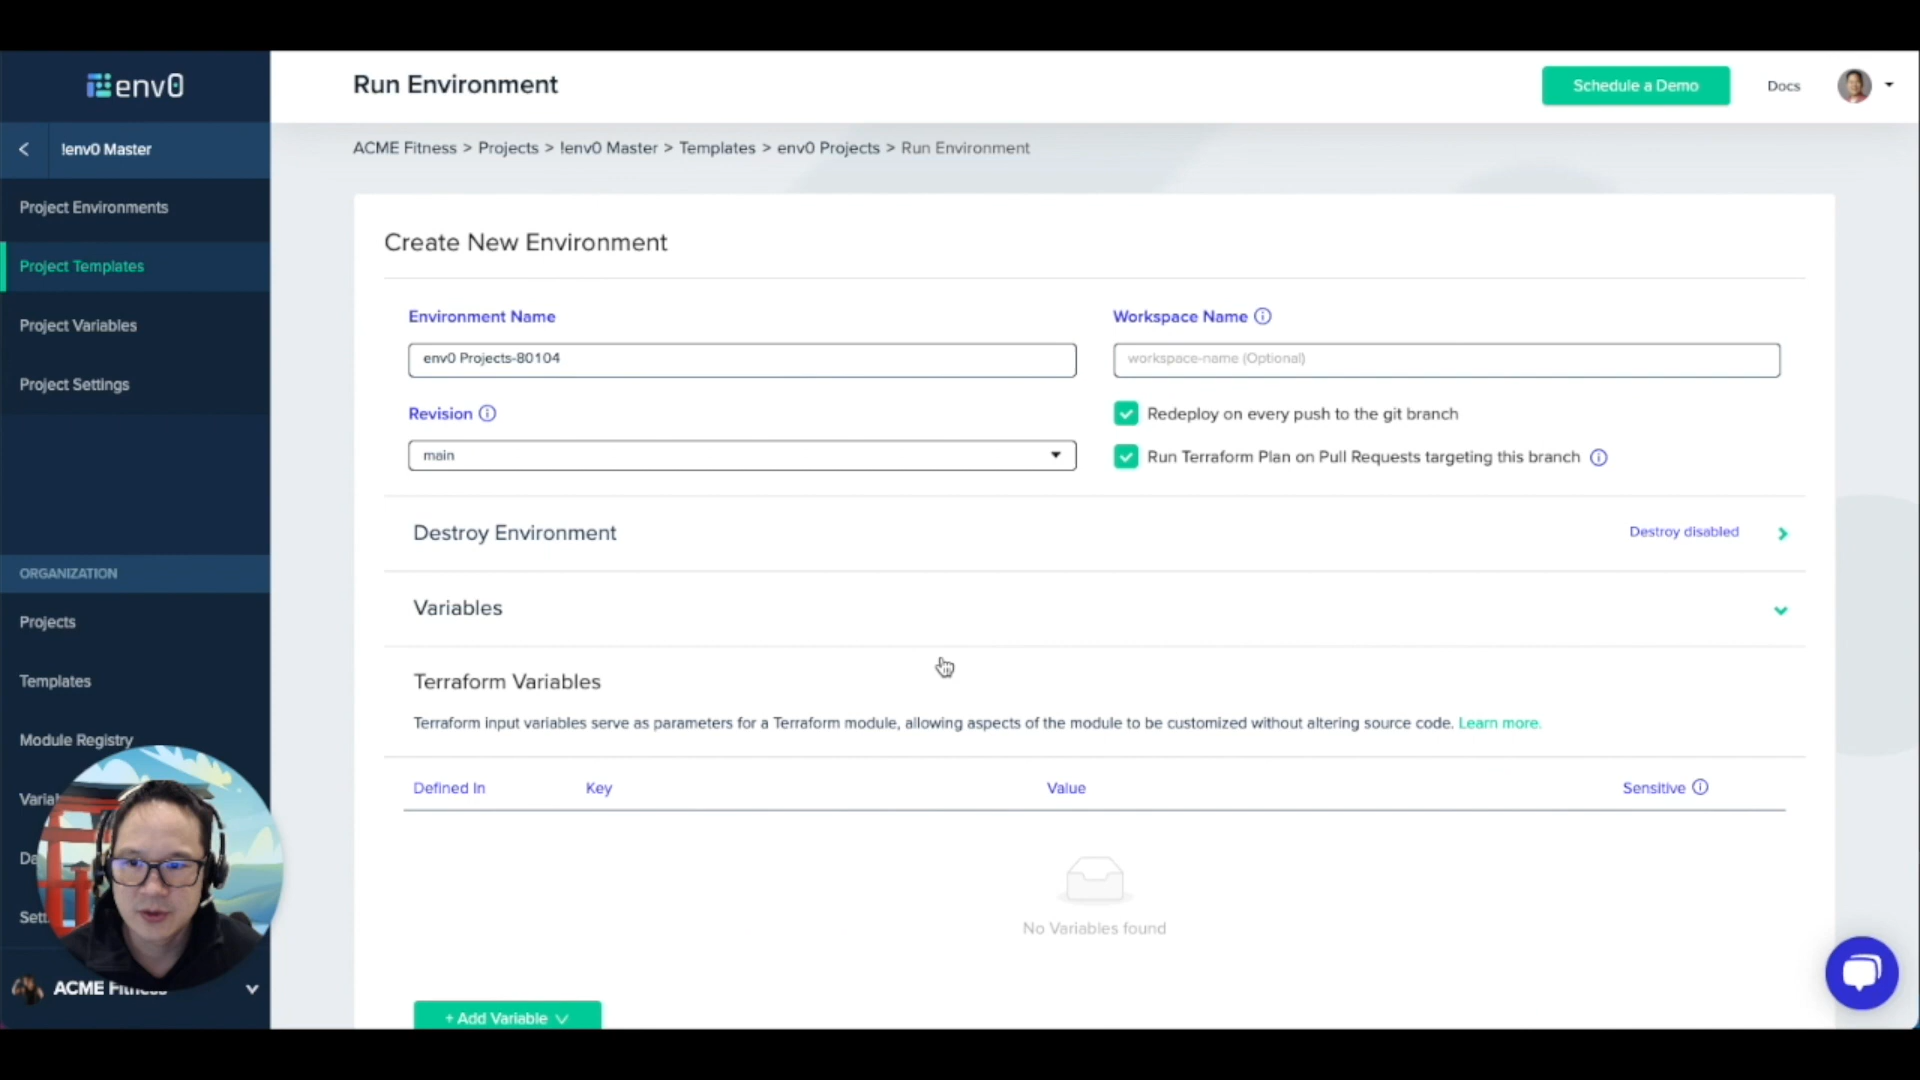 env0
Run Environment
Schedule a Demo
Docs
!env0 Master
ACME Fitness > Projects > !env0 Master > Templates > env0 Projects > Run Environment
Project Environments
Project Templates
Project Variables
Project Settings
ORGANIZATION
Projects
Templates
Module Registry
ACME
Create New Environment
Environment Name
Workspace Name
env0 Projects-80104
workspace-name (Optional)
Revision
Redeploy on every push to the git branch
main
Run Terraform Plan on Pull Requests targeting this branch
Destroy Environment
Destroy disabled
Variables
Terraform Variables
Terraform input variables serve as parameters for a Terraform module, allowing aspects of the module to be customized without altering source code. Learn more.
Defined In Key Value Sensitive
No Variables found
+ Add Variable